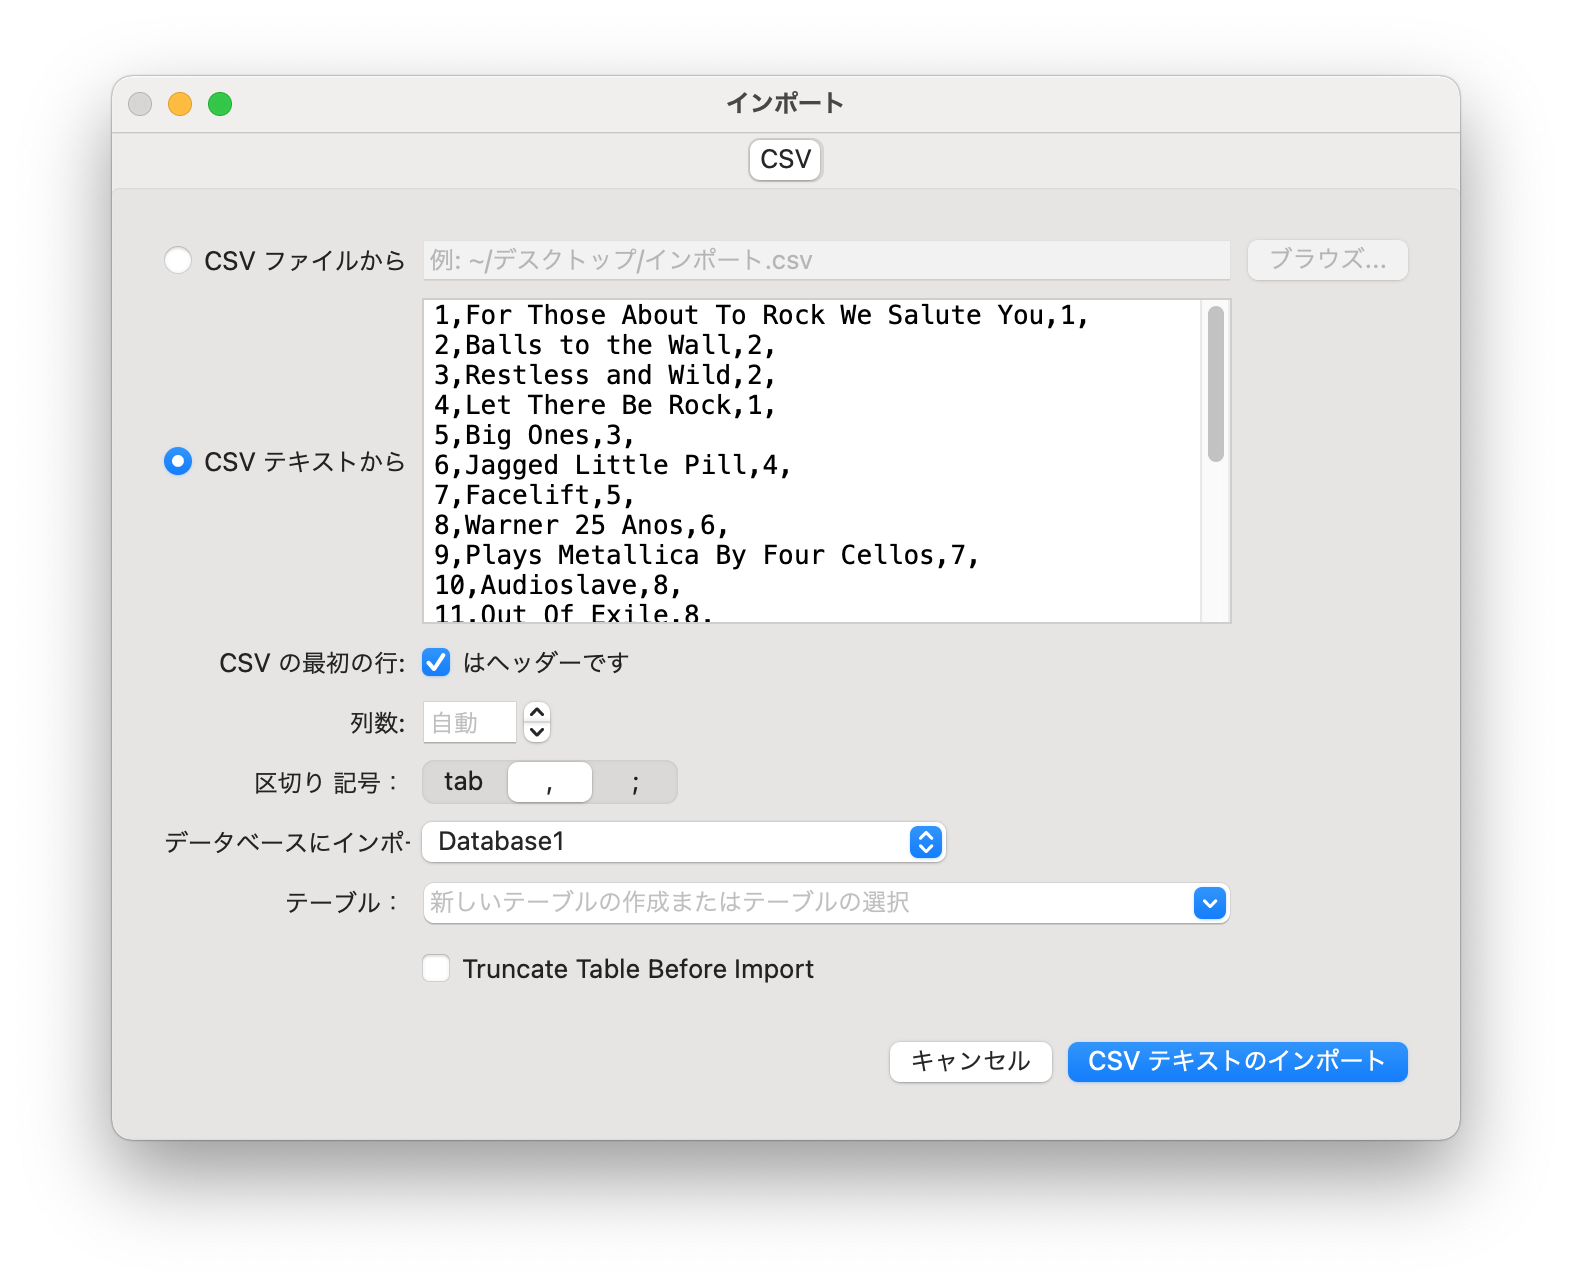 インポート
CSV
CSV ファイルから
例: ~/デスクトップ/インポート.csv
ブラウズ...
CSV テキストから
1,For Those About To Rock We Salute You,1,
2,Balls to the Wall,2,
3,Restless and Wild,2,
4,Let There Be Rock,1,
5,Big Ones,3,
6,Jagged Little Pill,4,
7,Facelift,5,
8,Warner 25 Anos,6,
9,Plays Metallica By Four Cellos,7,
10,Audioslave,8,
11,Out Of Exile,8,
CSV の最初の行: はヘッダーです
列数: 自動
区切り 記号： tab , ;
データベースにインポ Database1
テーブル： 新しいテーブルの作成またはテーブルの選択
Truncate Table Before Import
キャンセル CSV テキストのインポート